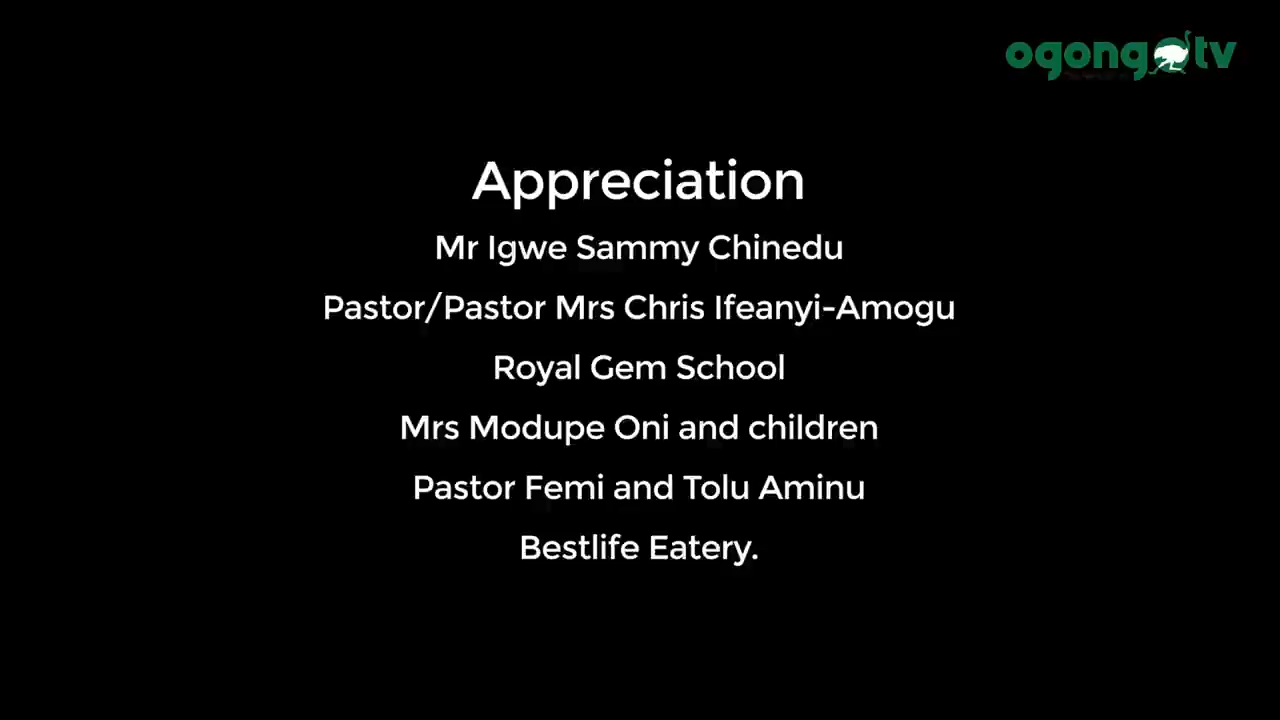 ogongotv
Appreciation
Mr Igwe Sammy Chinedu
Pastor/Pastor Mrs Chris Ifeanyi-Amogu
Royal Gem School
Mrs Modupe Oni and children
Pastor Femi and Tolu Aminu
Bestlife Eatery.